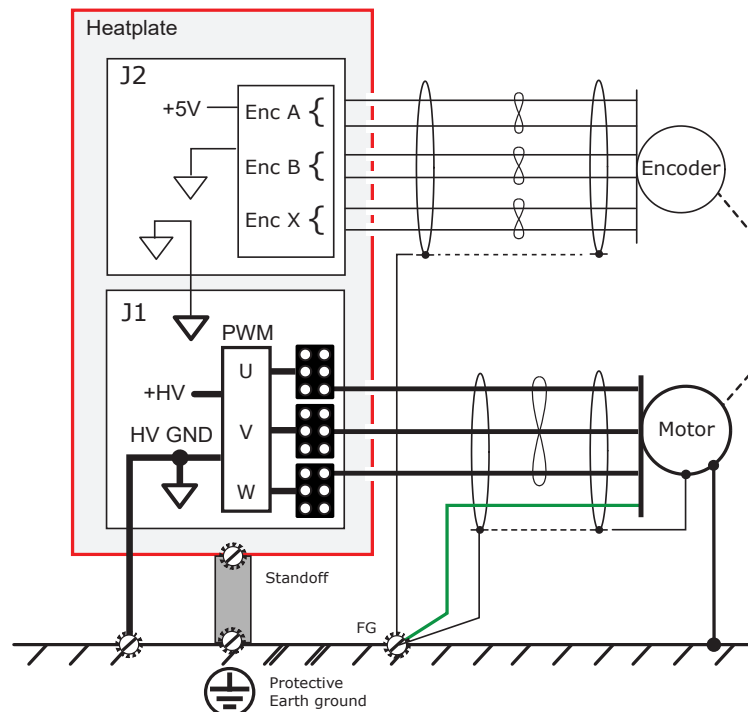 Heatplate
J2
+5V
Enc A {
Enc B {
Enc X {
Encoder
J1
PWM
U
+HV
V
HV GND
W
Motor
Standoff
FG
Protective
Earth ground